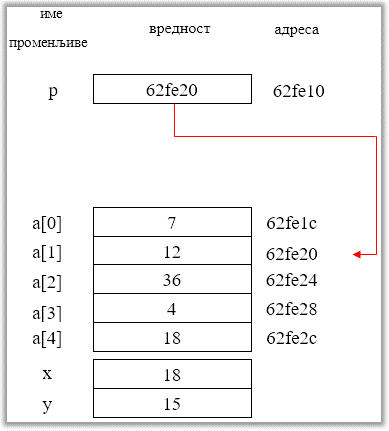 име
променљиве
вредност
адреса
p 62fe20 62fe10
a[0] 7 62fe1c
a[1] 12 62fe20
a[2] 36 62fe24
a[3] 4 62fe28
a[4] 18 62fe2c
x 18
y 15